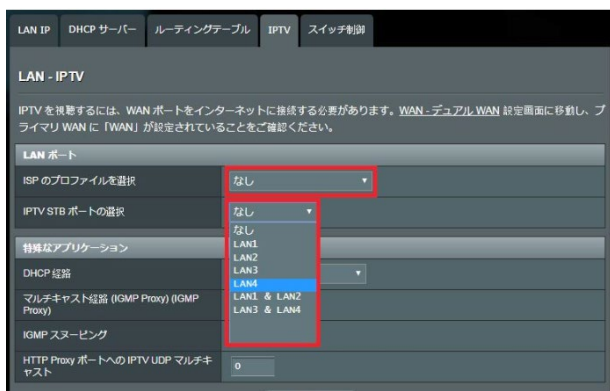 LAN IP DHCP サーバー ルーティングテーブル IPTV スイッチ制御
LAN - IPTV
IPTV を視聴するには、WAN ポートをインターネットに接続する必要があります。WAN - デュアル WAN 設定画面に移動し、プ
ライマリ WAN に「WAN」が設定されていることをご確認ください。
LAN ポート
ISP のプロファイルを選択 なし
IPTV STB ポートの選択 なし
なし
LAN1
LAN2
LAN3
LAN4
LAN1 & LAN2
LAN3 & LAN4
特殊なアプリケーション
DHCP 経路
マルチキャスト経路 (IGMP Proxy) (IGMP
Proxy)
IGMP スヌーピング
HTTP Proxy ポートへの IPTV UDP マルチキ
ャスト 0